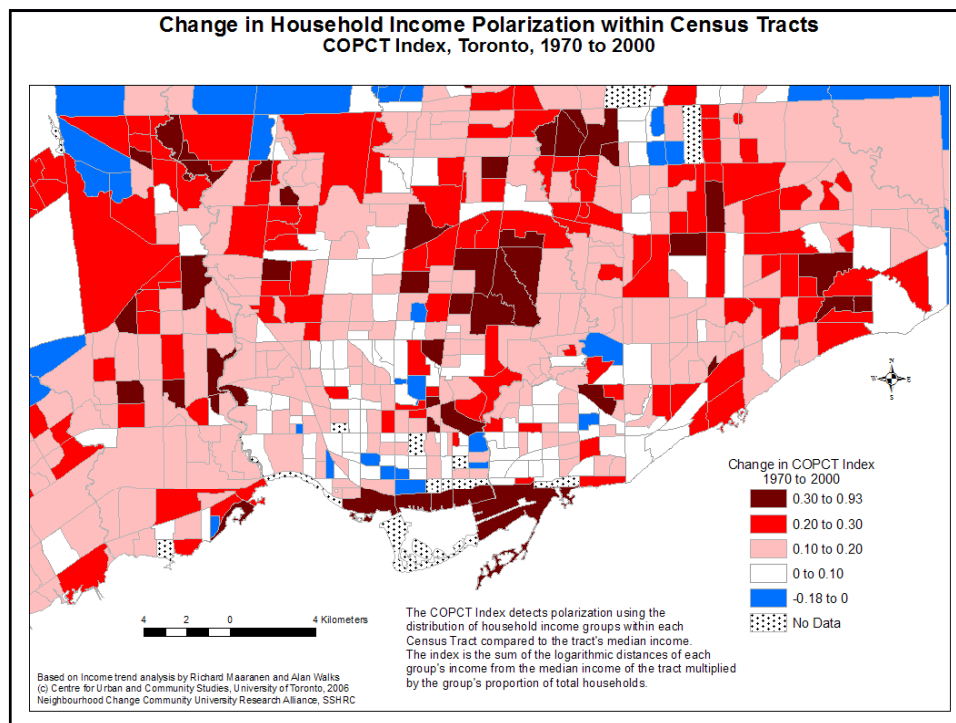 Change in Household Income Polarization within Census Tracts
COPCT Index, Toronto, 1970 to 2000
N
W E
S
Change in COPCT Index
1970 to 2000
0.30 to 0.93
0.20 to 0.30
0.10 to 0.20
0 to 0.10
-0.18 to 0
No Data
4 2 0 4 Kilometers
The COPCT Index detects polarization using the
distribution of household income groups within each
Census Tract compared to the tract's median income.
The index is the sum of the logarithmic distances of each
group's income from the median income of the tract multiplied
by the group's proportion of total households.
Based on Income trend analysis by Richard Maaranen and Alan Walks
(c) Centre for Urban and Community Studies, University of Toronto, 2006
Neighbourhood Change Community University Research Alliance, SSHRC